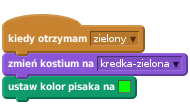 kiedy otrzymam zielony
zmień kostium na kredka-zielona
ustaw kolor pisaka na